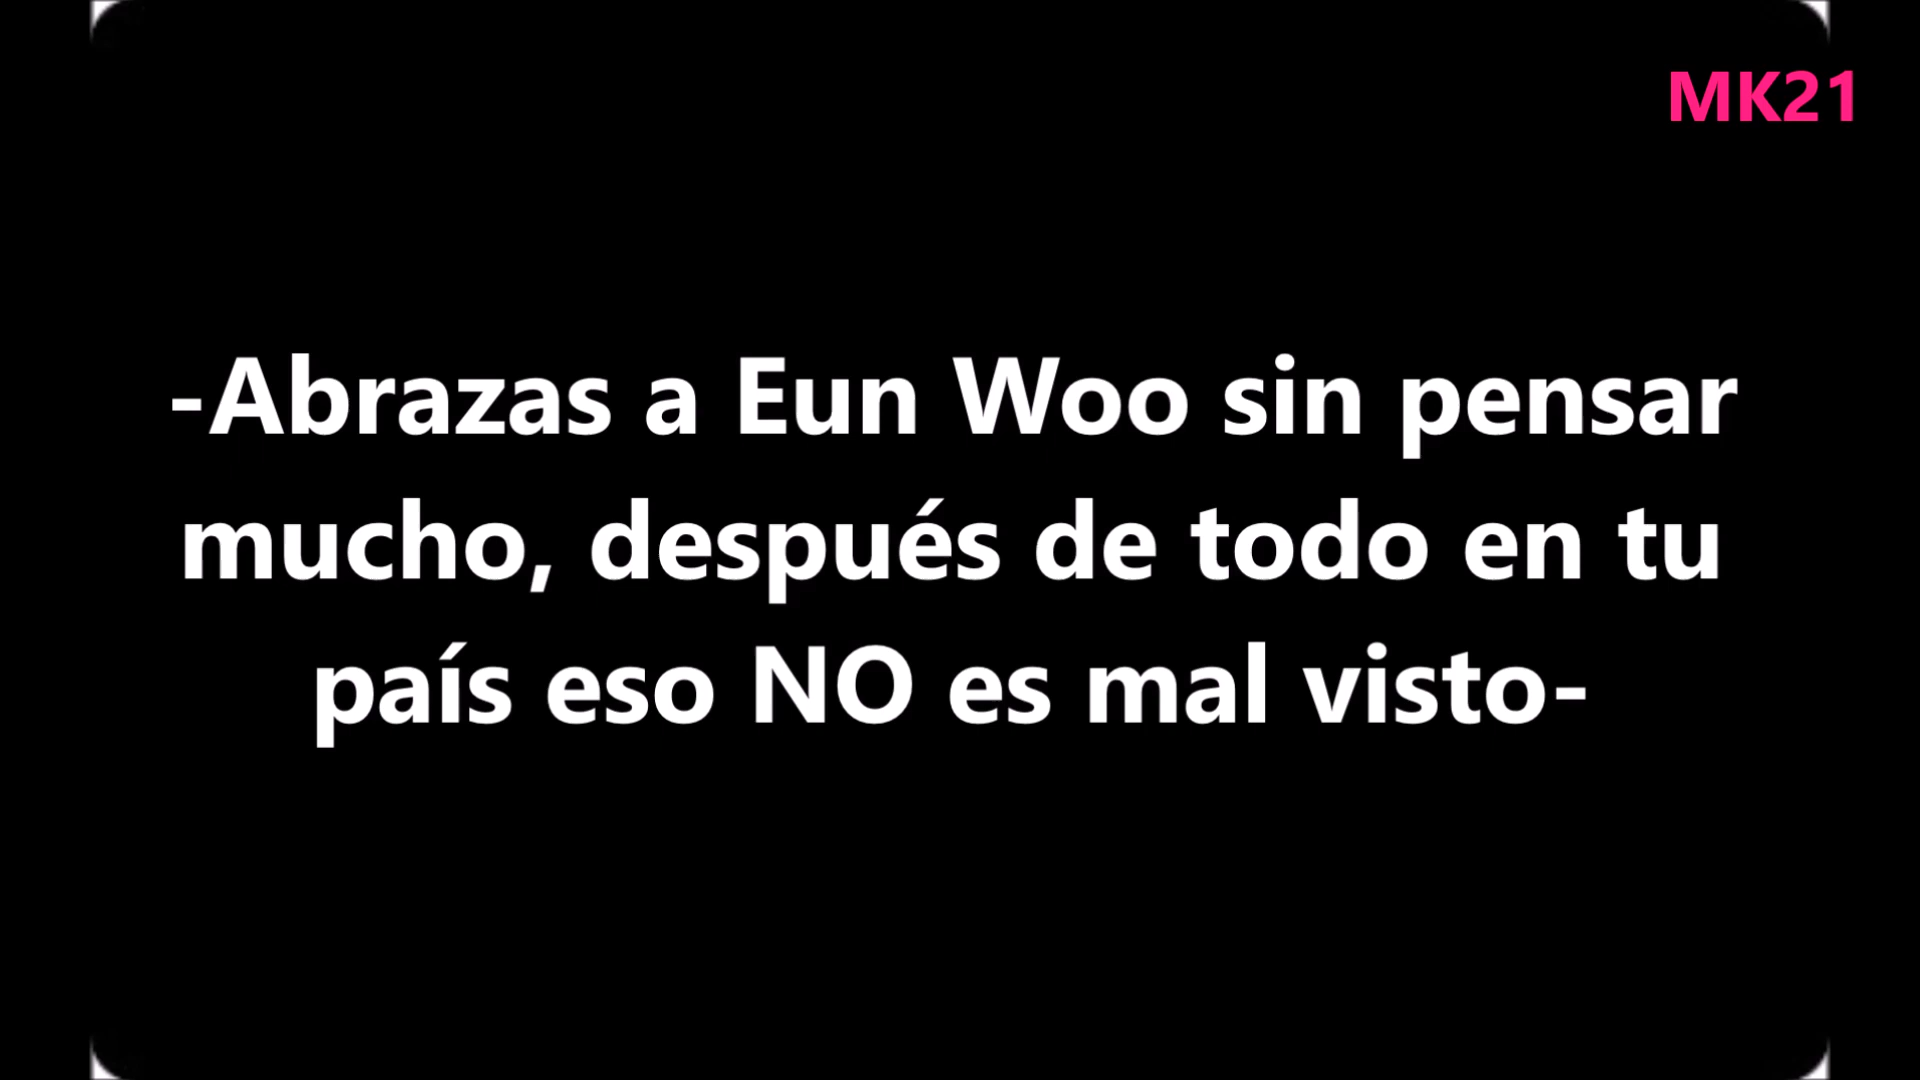 MK21
-Abrazas a Eun Woo sin pensar
mucho, después de todo en tu
país eso NO es mal visto-